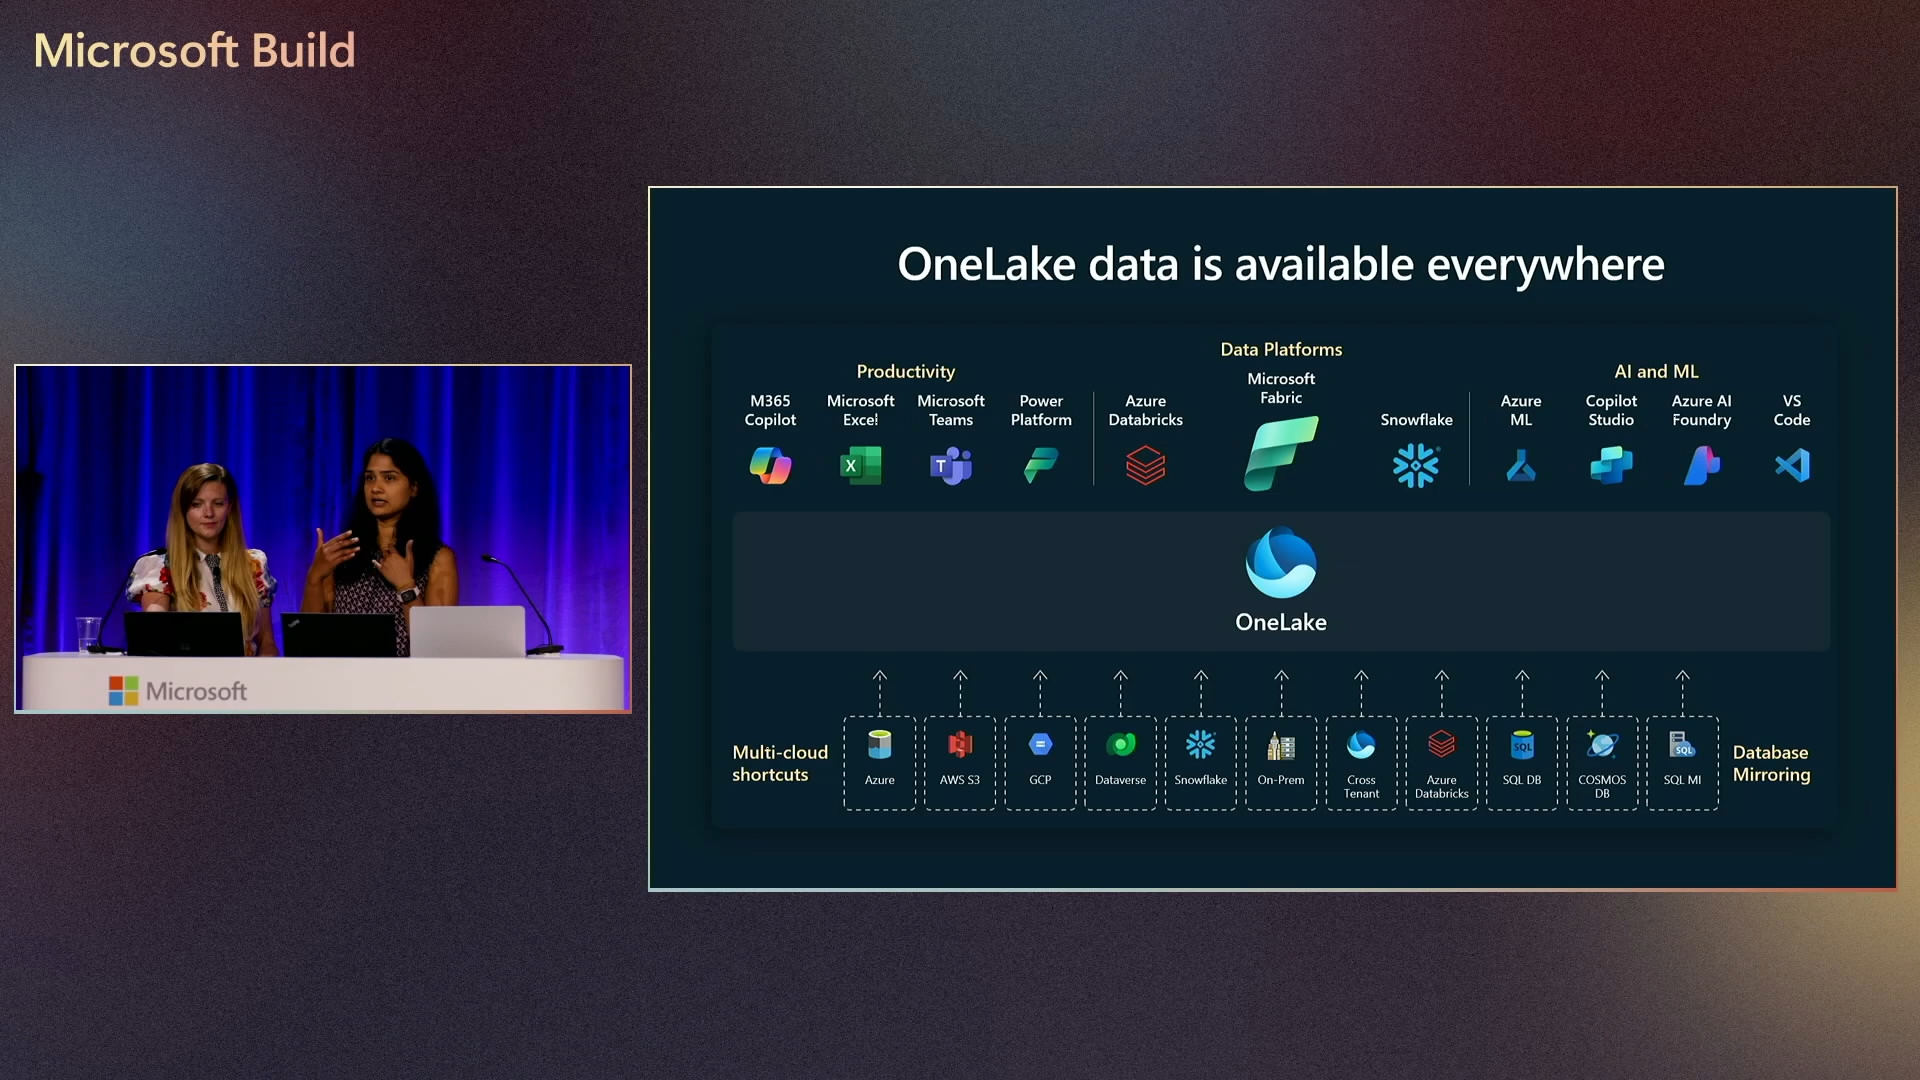 Microsoft Build
Microsoft
OneLake data is available everywhere
Productivity
M365
Copilot
Microsoft
Excel
Microsoft
Teams
Power
Platform
Data Platforms
Azure
Databricks
Microsoft
Fabric
Snowflake
AI and ML
Azure
ML
Copilot
Studio
Azure AI
Foundry
VS
Code
OneLake
Multi-cloud
shortcuts
Azure
AWS S3
GCP
Dataverse
Snowflake
On-Prem
Cross
Tenant
Azure
Databricks
SQL
SQL DB
COSMOS
DB
SQL
SQL MI
Database
Mirroring